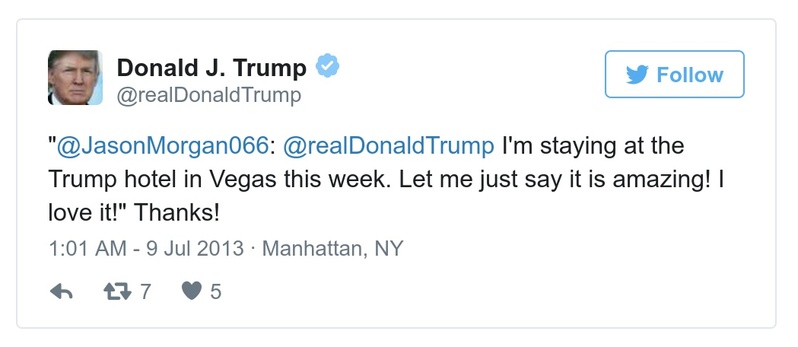 Donald J. Trump
@realDonaldTrump
Follow
"@JasonMorgan066: @realDonaldTrump I'm staying at the
Trump hotel in Vegas this week. Let me just say it is amazing! I
love it!" Thanks!
1:01 AM - 9 Jul 2013 · Manhattan, NY
7 5